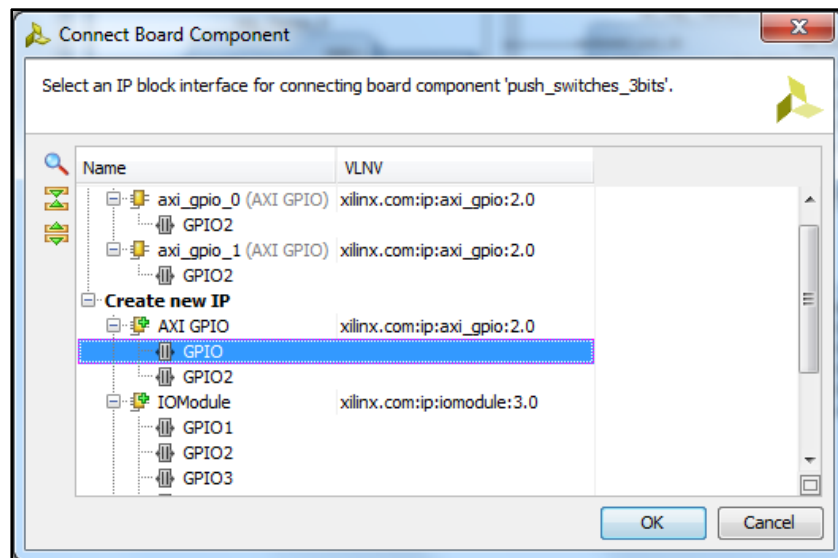 Connect Board Component
Select an IP block interface for connecting board component 'push_switches_3bits'.
Name VLNV
axi_gpio_0 (AXI GPIO) xilinx.com:ip:axi_gpio:2.0
GPIO2
axi_gpio_1 (AXI GPIO) xilinx.com:ip:axi_gpio:2.0
GPIO2
Create new IP
AXI GPIO xilinx.com:ip:axi_gpio:2.0
GPIO
GPIO2
IOModule xilinx.com:ip:iomodule:3.0
GPIO1
GPIO2
GPIO3
OK Cancel